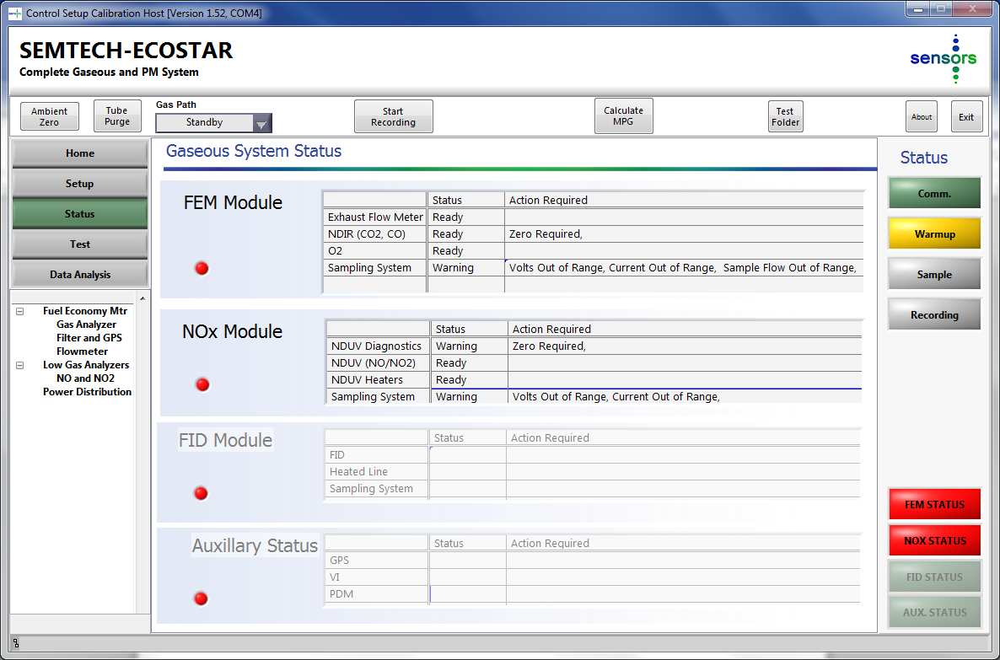 Control Setup Calibration Host [Version 1.52, COM4]
SEMTECH-ECOSTAR
Complete Gaseous and PM System
sensors
Ambient
Zero
Tube
Purge
Gas Path
Standby
Start
Recording
Calculate
MPG
Test
Folder
About
Exit
Home
Setup
Status
Test
Data Analysis
Fuel Economy Mtr
Gas Analyzer
Filter and GPS
Flowmeter
Low Gas Analyzers
NO and NO2
Power Distribution
Gaseous System Status
FEM Module
Status Action Required
Exhaust Flow Meter Ready
NDIR (CO2, CO) Ready Zero Required,
O2 Ready
Sampling System Warning Volts Out of Range, Current Out of Range,  Sample Flow Out of Range,
NOx Module
Status Action Required
NDUV Diagnostics Warning Zero Required,
NDUV (NO/NO2) Ready
NDUV Heaters Ready
Sampling System Warning Volts Out of Range, Current Out of Range,
FID Module
Status Action Required
FID
Heated Line
Sampling System
Auxillary Status
Status Action Required
GPS
VI
PDM
Status
Comm.
Warmup
Sample
Recording
FEM STATUS
NOX STATUS
FID STATUS
AUX. STATUS